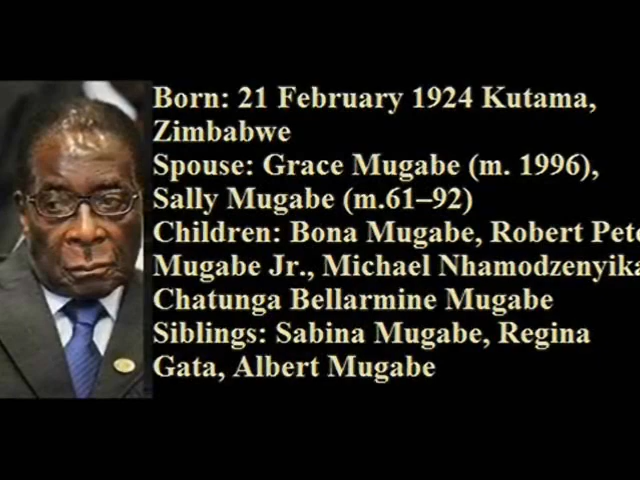 Born: 21 February 1924 Kutama,
Zimbabwe
Spouse: Grace Mugabe (m. 1996),
Sally Mugabe (m.61–92)
Children: Bona Mugabe, Robert Pete
Mugabe Jr., Michael Nhamodzenyika
Chatunga Bellarmine Mugabe
Siblings: Sabina Mugabe, Regina
Gata, Albert Mugabe